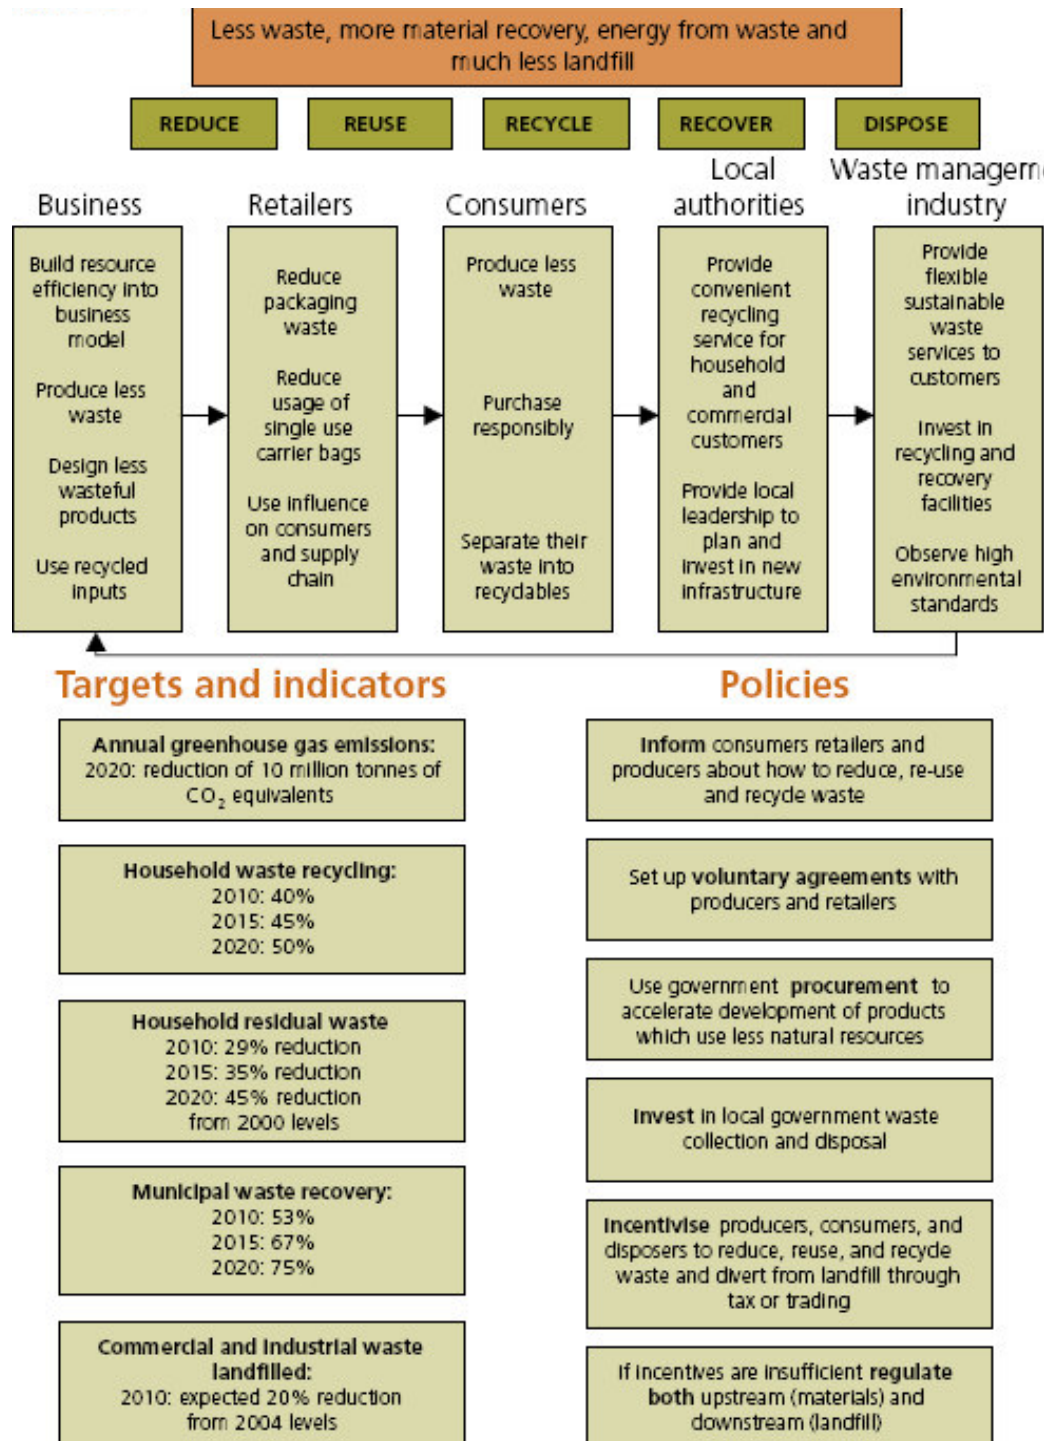 Less waste, more material recovery, energy from waste and
much less landfill
REDUCE
REUSE
RECYCLE
RECOVER
DISPOSE
Business
Build resource
efficiency into
business
model
Produce less
waste
Design less
wasteful
products
Use recycled
inputs
Retailers
Reduce
packaging
waste
Reduce
usage of
single use
carrier bags
Use influence
on consumers
and supply
chain
Consumers
Produce less
waste
Purchase
responsibly
Separate their
waste into
recyclables
Local
authorities
Provide
convenient
recycling
service for
household
and
commercial
customers
Provide local
leadership to
plan and
invest in new
infrastructure
Waste managem
industry
Provide
flexible
sustainable
waste
services to
customers
Invest in
recycling and
recovery
facilities
Observe high
environmental
standards
Targets and indicators
Annual greenhouse gas emissions:
2020: reduction of 10 million tonnes of
CO₂ equivalents
Household waste recycling:
2010: 40%
2015: 45%
2020: 50%
Household residual waste
2010: 29% reduction
2015: 35% reduction
2020: 45% reduction
from 2000 levels
Municipal waste recovery:
2010: 53%
2015: 67%
2020: 75%
Commercial and industrial waste
landfilled:
2010: expected 20% reduction
from 2004 levels
Policies
Inform consumers retailers and
producers about how to reduce, re-use
and recycle waste
Set up voluntary agreements with
producers and retailers
Use government procurement to
accelerate development of products
which use less natural resources
Invest in local government waste
collection and disposal
Incentivise producers, consumers, and
disposers to reduce, reuse, and recycle
waste and divert from landfill through
tax or trading
If incentives are insufficient regulate
both upstream (materials) and
downstream (landfill)